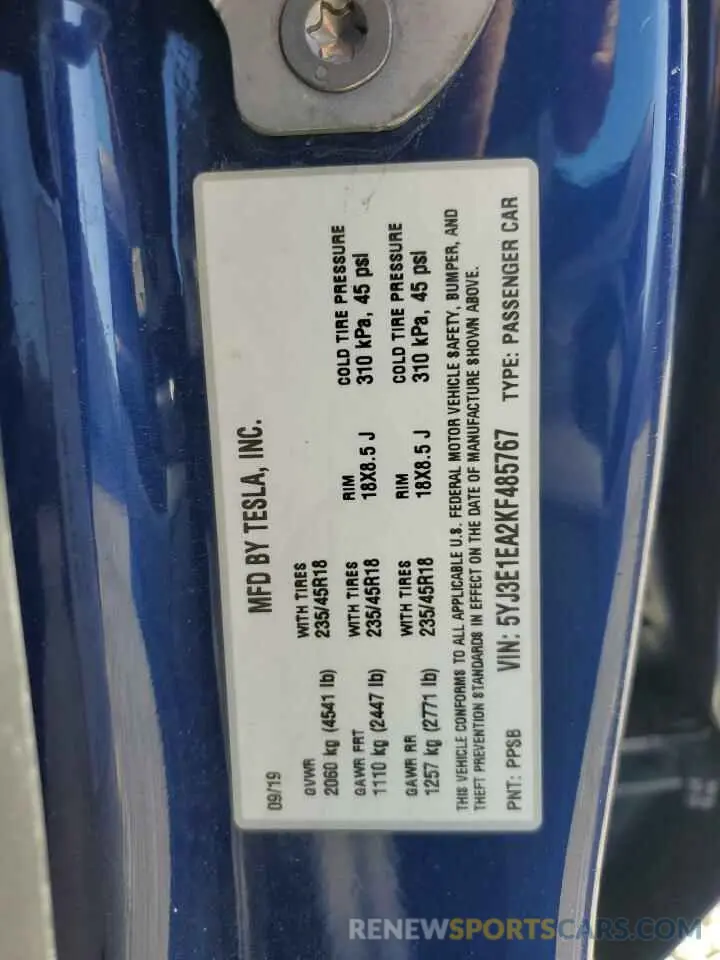 MFD BY TESLA, INC.
09/19
GVWR
2060 kg (4541 lb)
WITH TIRES
235/45R18
GAWR FRT
1110 kg (2447 lb)
WITH TIRES
235/45R18
RIM
18X8.5 J
COLD TIRE PRESSURE
310 kPa, 45 psi
GAWR RR
1257 kg (2771 lb)
WITH TIRES
235/45R18
RIM
18X8.5 J
COLD TIRE PRESSURE
310 kPa, 45 psi
THIS VEHICLE CONFORMS TO ALL APPLICABLE U.S. FEDERAL MOTOR VEHICLE SAFETY, BUMPER, AND
THEFT PREVENTION STANDARDS IN EFFECT ON THE DATE OF MANUFACTURE SHOWN ABOVE.
PNT: PPSB VIN: 5YJ3E1EA2KF485767 TYPE: PASSENGER CAR
RENEWSPORTSCARS.COM